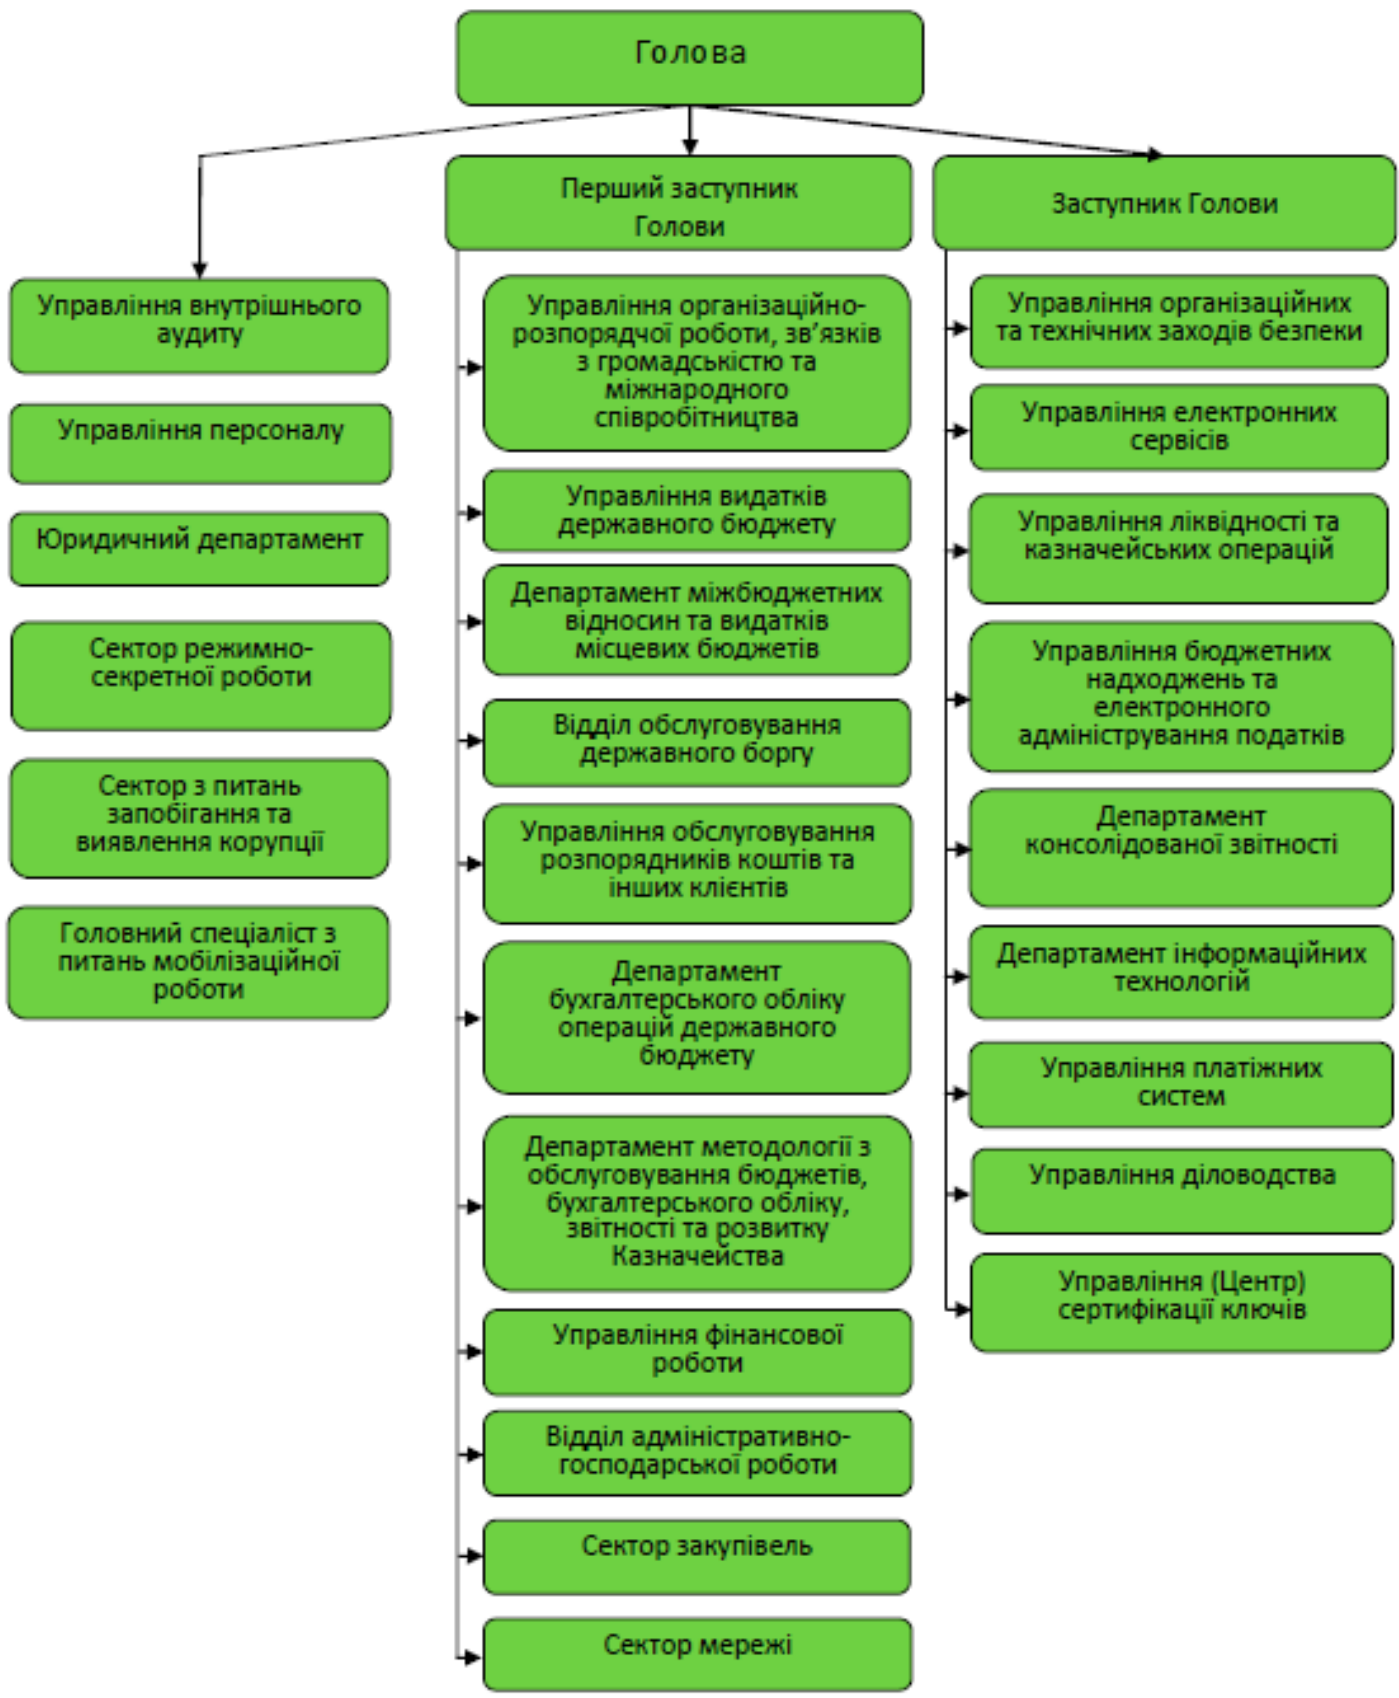 Голова
Перший заступник
Голови
Заступник Голови
Управління внутрішнього
аудиту
Управління персоналу
Юридичний департамент
Сектор режимно-
секретної роботи
Сектор з питань
запобігання та
виявлення корупції
Головний спеціаліст з
питань мобілізаційної
роботи
Управління організаційно-
розпорядчої роботи, зв’язків
з громадськістю та
міжнародного
співробітництва
Управління видатків
державного бюджету
Департамент міжбюджетних
відносин та видатків
місцевих бюджетів
Відділ обслуговування
державного боргу
Управління обслуговування
розпорядників коштів та
інших клієнтів
Департамент
бухгалтерського обліку
операцій державного
бюджету
Департамент методології з
обслуговування бюджетів,
бухгалтерського обліку,
звітності та розвитку
Казначейства
Управління фінансової
роботи
Відділ адміністративно-
господарської роботи
Сектор закупівель
Сектор мережі
Управління організаційних
та технічних заходів безпеки
Управління електронних
сервісів
Управління ліквідності та
казначейських операцій
Управління бюджетних
надходжень та
електронного
адміністрування податків
Департамент
консолідованої звітності
Департамент інформаційних
технологій
Управління платіжних
систем
Управління діловодства
Управління (Центр)
сертифікації ключів